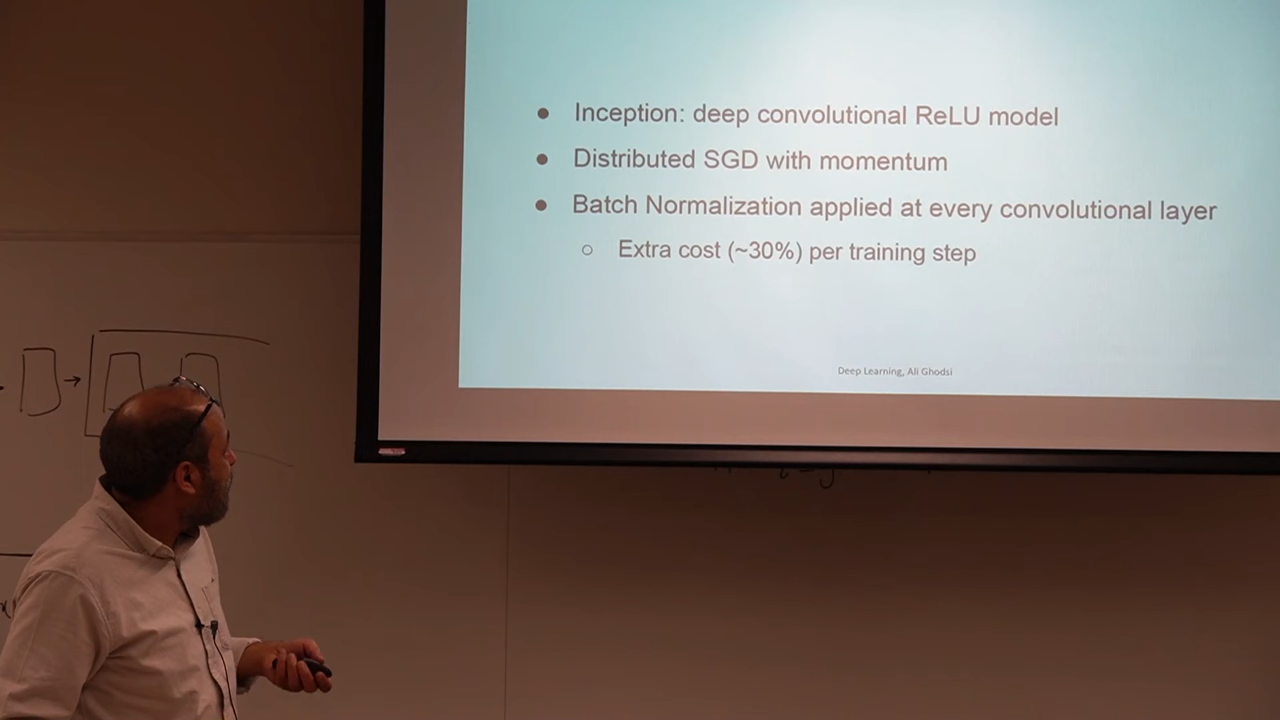 ● Inception: deep convolutional ReLU model
● Distributed SGD with momentum
● Batch Normalization applied at every convolutional layer
○ Extra cost (~30%) per training step
Deep Learning, Ali Ghodsi